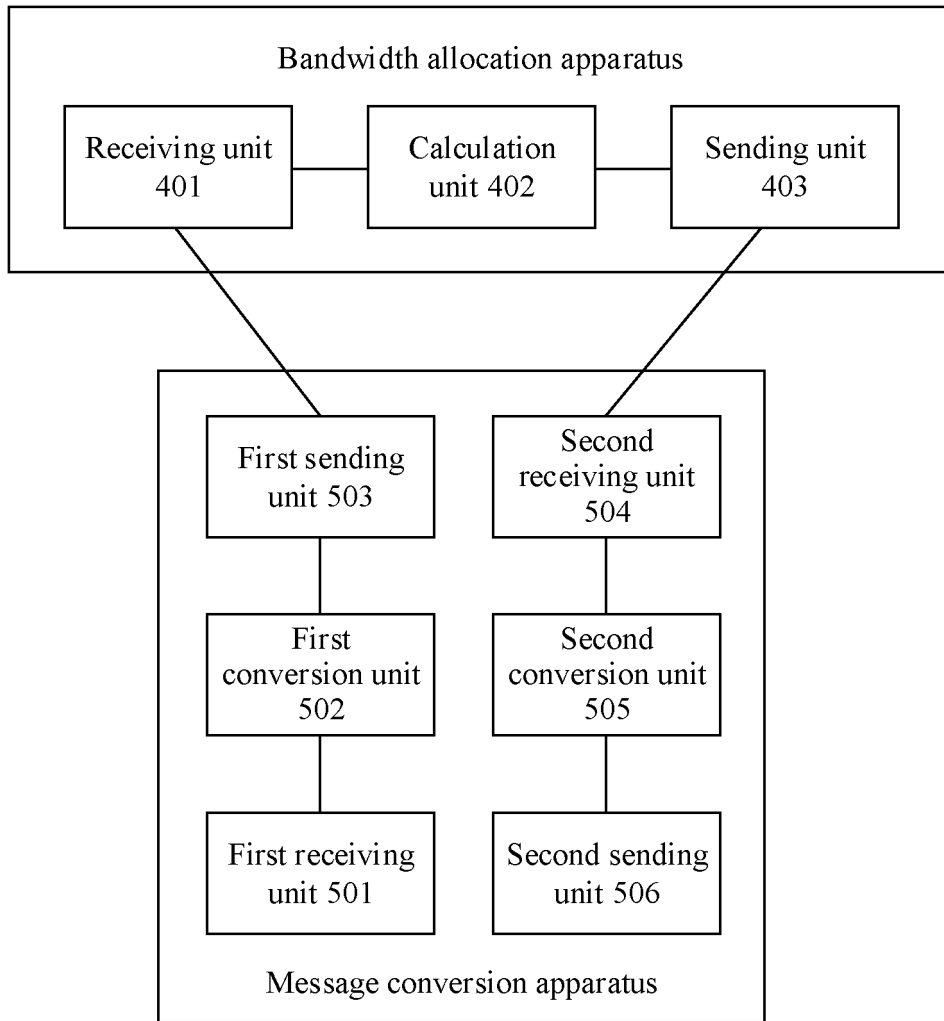 Bandwidth allocation apparatus
Receiving unit
401
Calculation
unit 402
Sending unit
403
First sending
unit 503
Second
receiving unit
504
First
conversion unit
502
Second
conversion unit
505
First receiving
unit 501
Second sending
unit 506
Message conversion apparatus